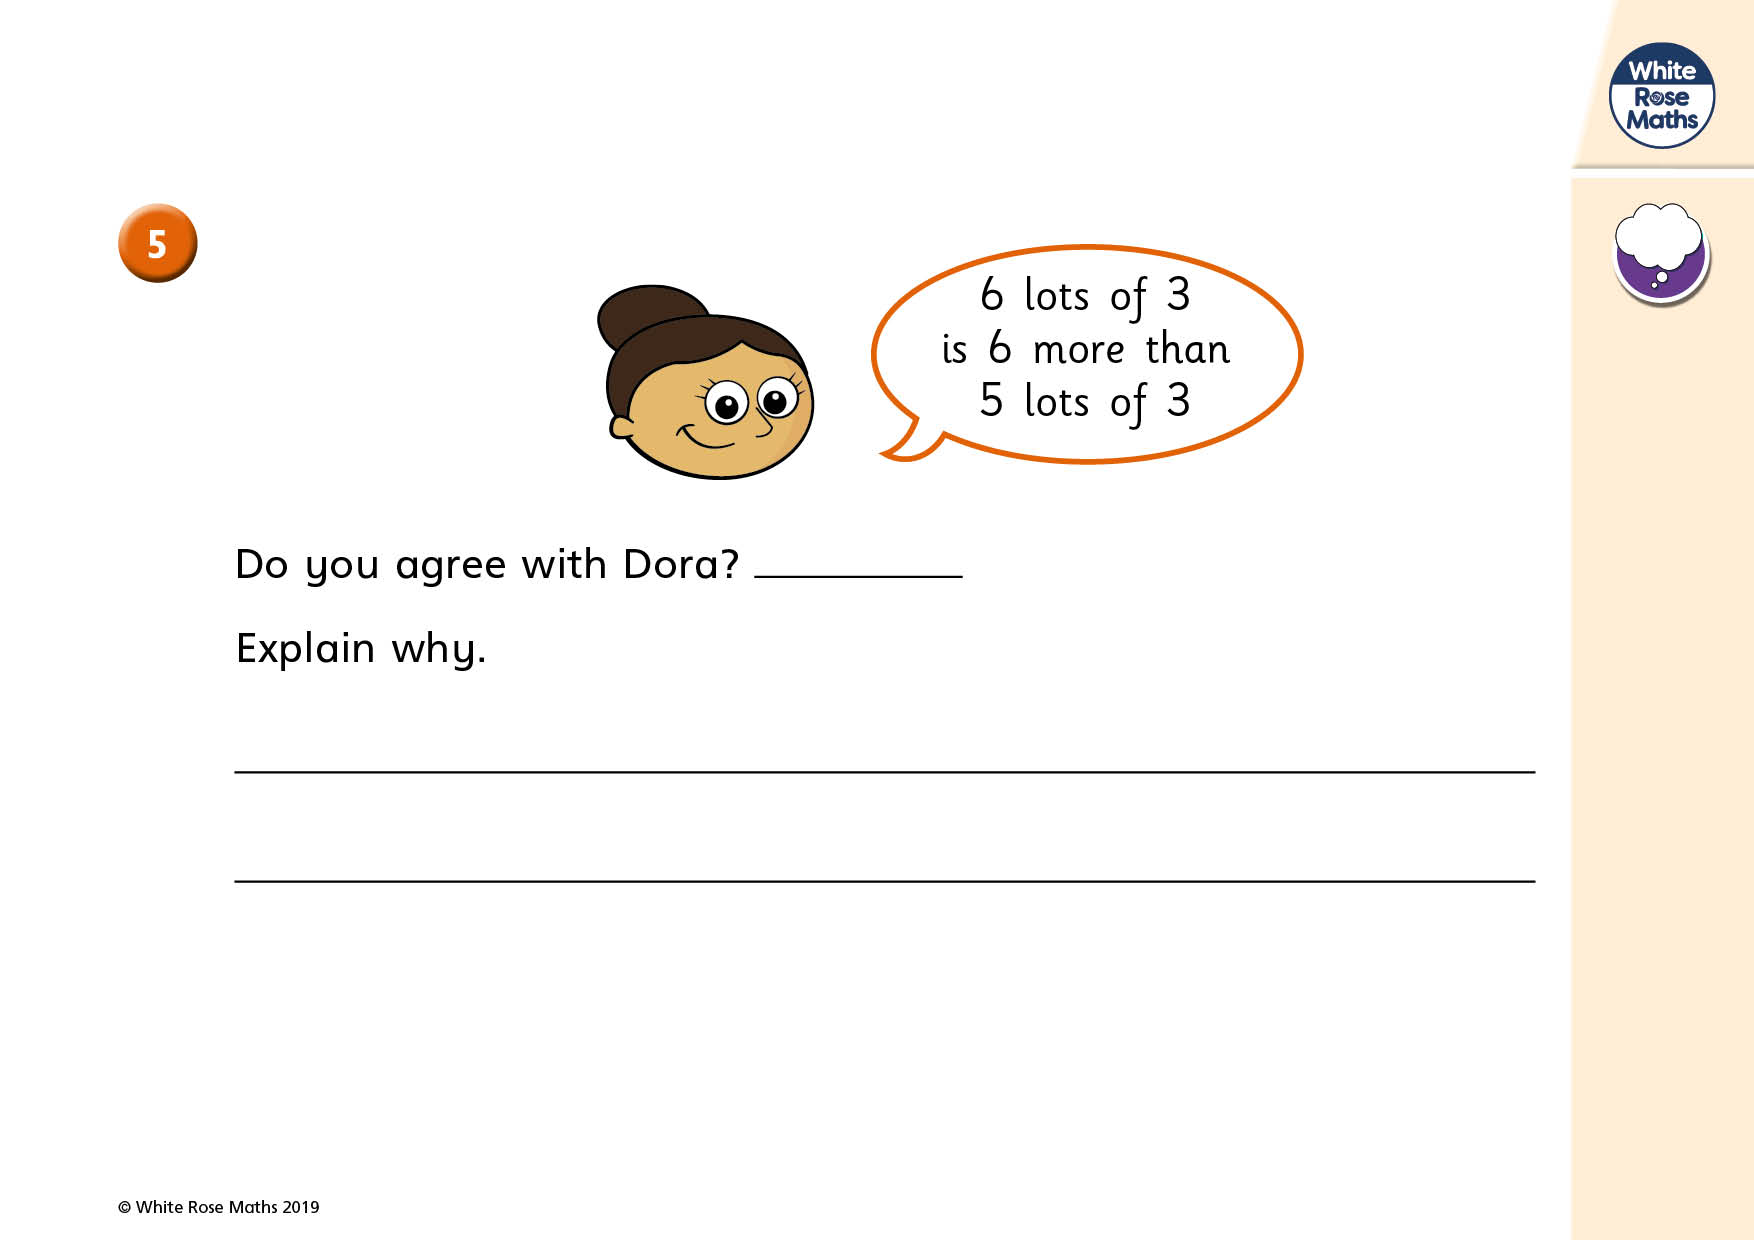 White
Rose
Maths
5
6 lots of 3
is 6 more than
5 lots of 3
Do you agree with Dora?
Explain why.
© White Rose Maths 2019